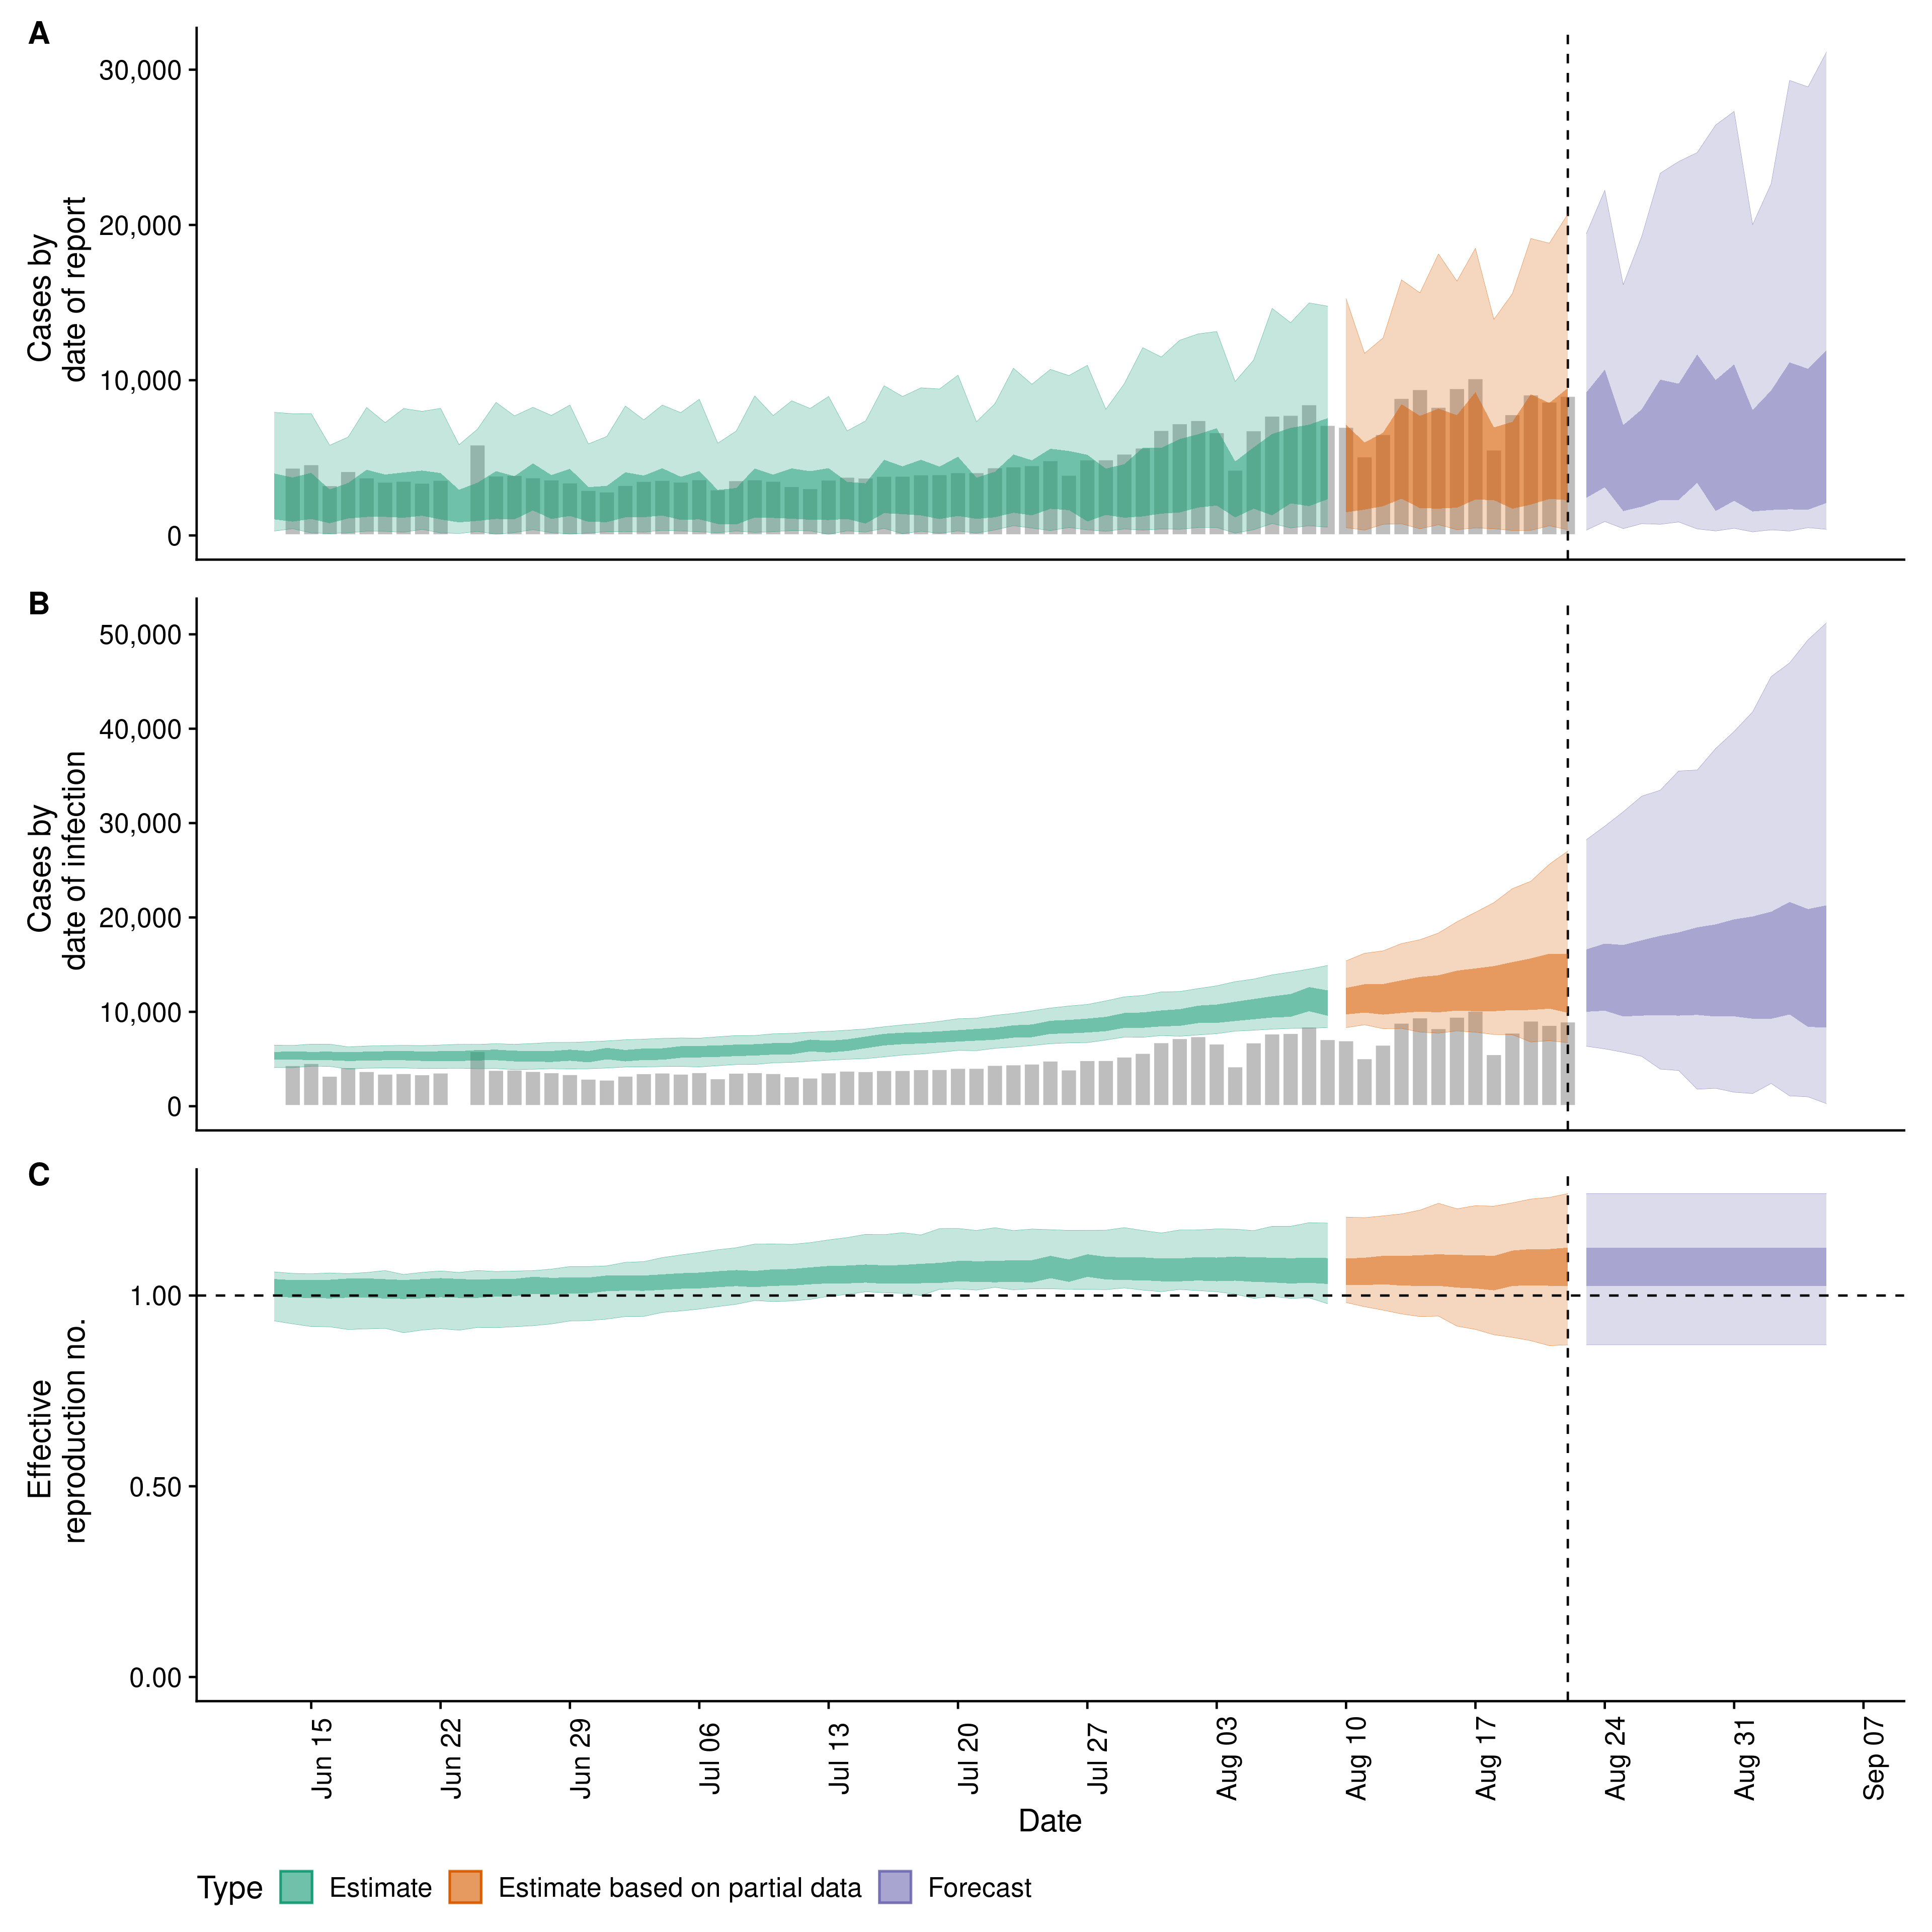 A
30,000
20,000
10,000
0
Cases by
date of report
B
50,000
40,000
30,000
20,000
10,000
0
Cases by
date of infection
C
1.00
0.50
0.00
Effective
reproduction no.
Jun 15
Jun 22
Jun 29
Jul 06
Jul 13
Jul 20
Jul 27
Aug 03
Aug 10
Aug 17
Aug 24
Aug 31
Sep 07
Date
Type Estimate Estimate based on partial data Forecast